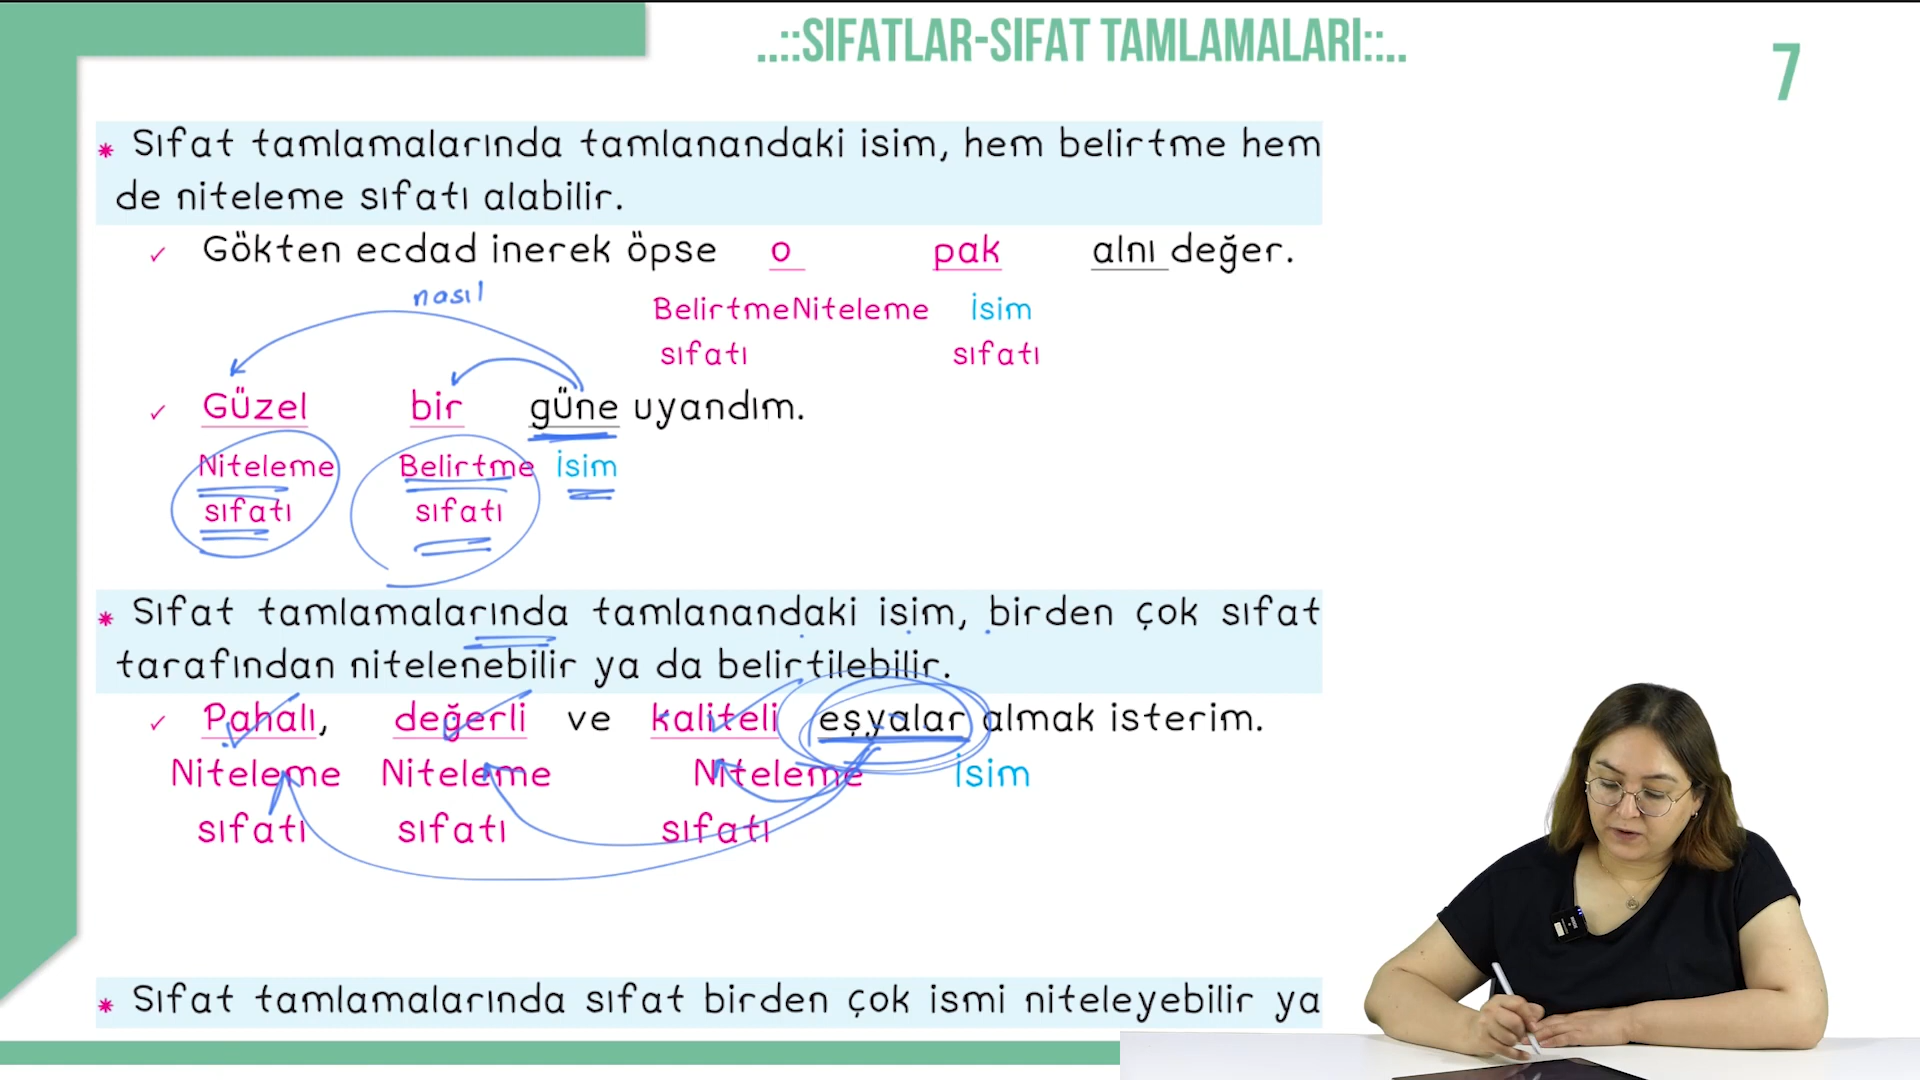 ..::SIFATLAR-SIFAT TAMLAMALARI::..
7
* Sıfat tamlamalarında tamlanandaki isim, hem belirtme hem
de niteleme sıfatı alabilir.
✓ Gökten ecdad inerek öpse o pak alnı değer.
nasıl
BelirtmeNiteleme İsim
sıfatı sıfatı
✓ Güzel bir güne uyandım.
Niteleme Belirtme İsim
sıfatı sıfatı
* Sıfat tamlamalarında tamlanandaki isim, birden çok sıfat
tarafından nitelenebilir ya da belirtilebilir.
✓ Pahalı, değerli ve kaliteli eşyalar almak isterim.
Niteleme Niteleme Niteleme İsim
sıfatı sıfatı sıfatı
* Sıfat tamlamalarında sıfat birden çok ismi niteleyebilir ya